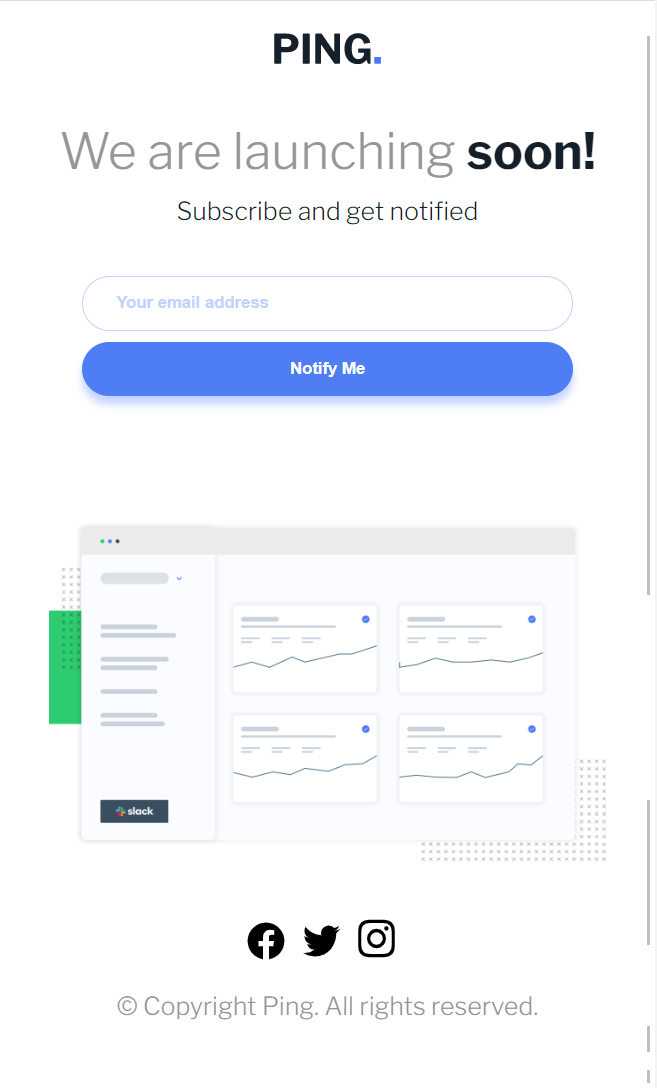 PING.
We are launching soon!
Subscribe and get notified
Your email address
Notify Me
slack
© Copyright Ping. All rights reserved.